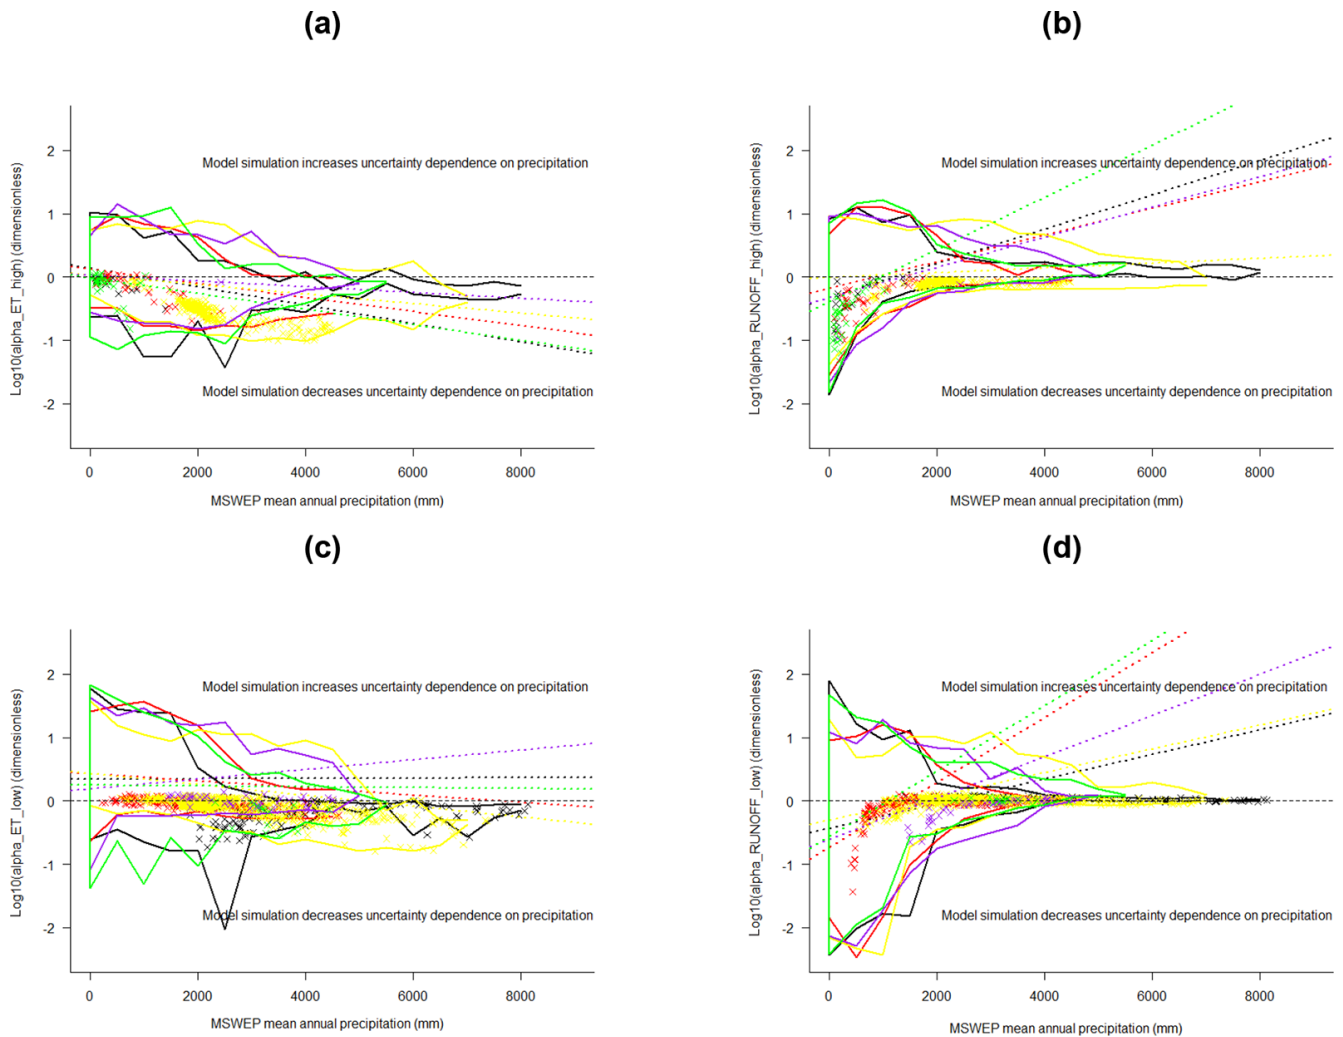 (a)
Log10(alpha_ET_high) (dimensionless)
2
1
0
-1
-2
Model simulation increases uncertainty dependence on precipitation
Model simulation decreases uncertainty dependence on precipitation
0 2000 4000 6000 8000
MSWEP mean annual precipitation (mm)
(b)
Log10(alpha_RUNOFF_high) (dimensionless)
2
1
0
-1
-2
Model simulation increases uncertainty dependence on precipitation
Model simulation decreases uncertainty dependence on precipitation
0 2000 4000 6000 8000
MSWEP mean annual precipitation (mm)
(c)
Log10(alpha_ET_low) (dimensionless)
2
1
0
-1
-2
Model simulation increases uncertainty dependence on precipitation
Model simulation decreases uncertainty dependence on precipitation
0 2000 4000 6000 8000
MSWEP mean annual precipitation (mm)
(d)
Log10(alpha_RUNOFF_low) (dimensionless)
2
1
0
-1
-2
Model simulation increases uncertainty dependence on precipitation
Model simulation decreases uncertainty dependence on precipitation
0 2000 4000 6000 8000
MSWEP mean annual precipitation (mm)